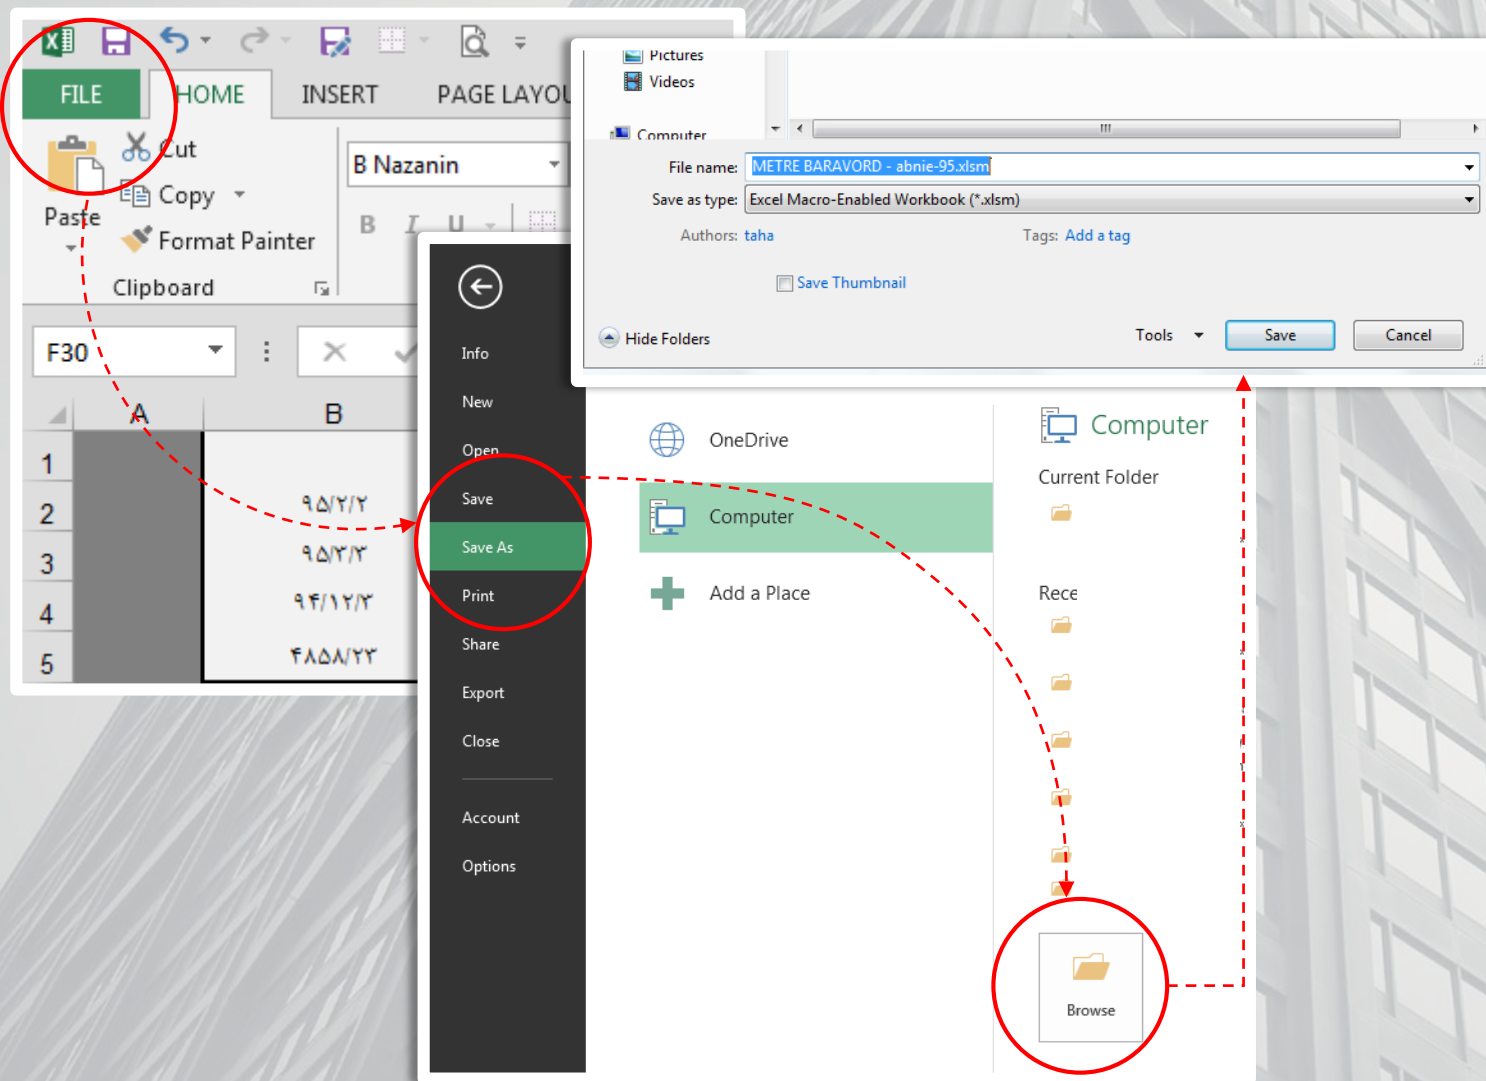 FILE HOME INSERT PAGE LAYOU
Cut
Copy
Paste
Format Painter
Clipboard
B Nazanin
B I U
F30
A B
1
2 ۹۵/۲/۲
3 ۹۵/۳/۳
4 ۹۴/۱۲/۳
5 ۴۸۵۸/۲۳
Info
New
Open
Save
Save As
Print
Share
Export
Close
Account
Options
OneDrive
Computer
Add a Place
Computer
Current Folder
Rece
Browse
Pictures
Videos
Computer
File name: METRE BARAVORD - abnie-95.xlsm
Save as type: Excel Macro-Enabled Workbook (*.xlsm)
Authors: taha Tags: Add a tag
Save Thumbnail
Hide Folders Tools Save Cancel